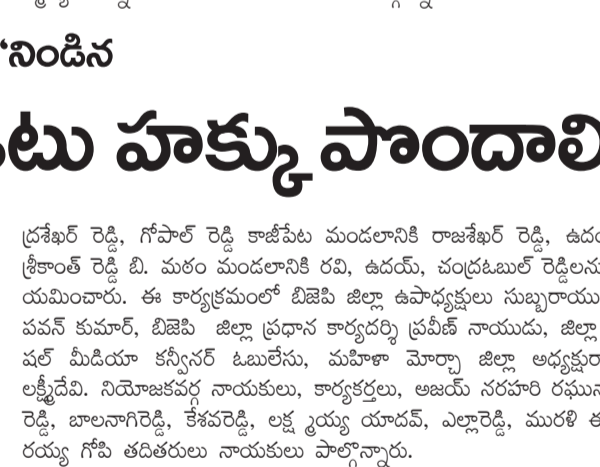 ‘నిండిన
టు హక్కు పొందాలి
ద్రశేఖర్ రెడ్డి, గోపాల్ రెడ్డి కాజీపేట మండలానికి రాజశేఖర్ రెడ్డి,
శ్రీకాంత్ రెడ్డి బి. మఠం మండలానికి రవి, ఉదయ్, చంద్రఓబుల్ రెడ్డిలను
యమించారు. ఈ కార్యక్రమంలో బిజెపి జిల్లా ఉపాధ్యక్షులు సుబ్బరాయు
పవన్ కుమార్, బిజెపి జిల్లా ప్రధాన కార్యదర్శి ప్రవీణ్ నాయుడు, జిల్లా
షల్ మీడియా కన్వీనర్ ఓబులేసు, మహిళా మోర్చా జిల్లా అధ్యక్షుర
లక్ష్మీదేవి. నియోజకవర్గ నాయకులు, కార్యకర్తలు, అజయ్ నరహరి రఘున
రెడ్డి, బాలనాగిరెడ్డి, కేశవరెడ్డి, లక్ష మ్మయ్య యాదవ్, ఎల్లారెడ్డి, మురళి ఈ
రయ్య గోపి తదితరులు నాయకులు పాల్గొన్నారు.